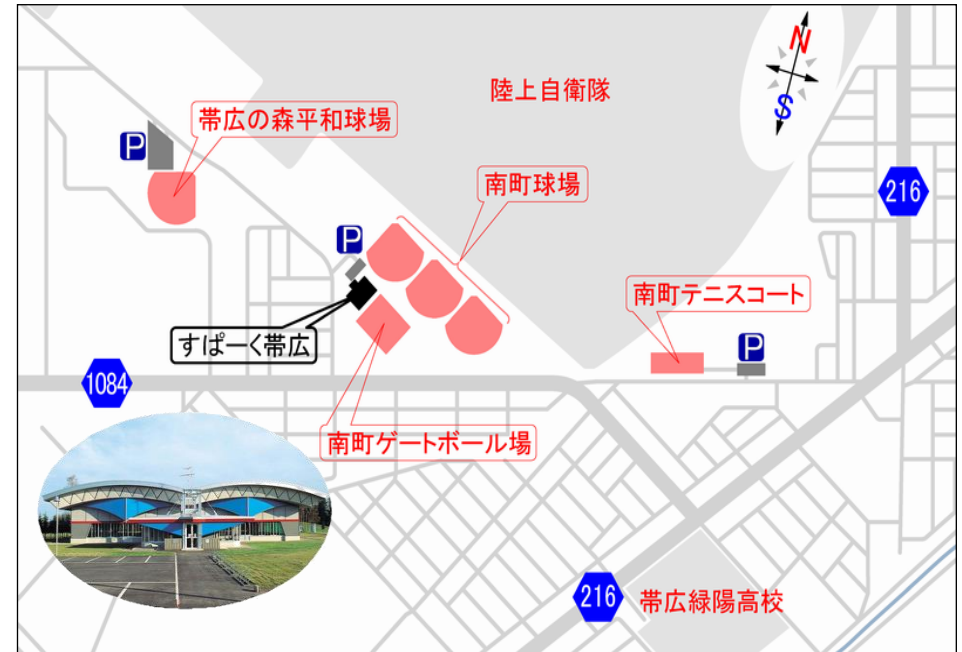 N
S
陸上自衛隊
帯広の森平和球場
P
216
南町球場
P
南町テニスコート
すぱーく帯広
P
1084
南町ゲートボール場
216
帯広緑陽高校